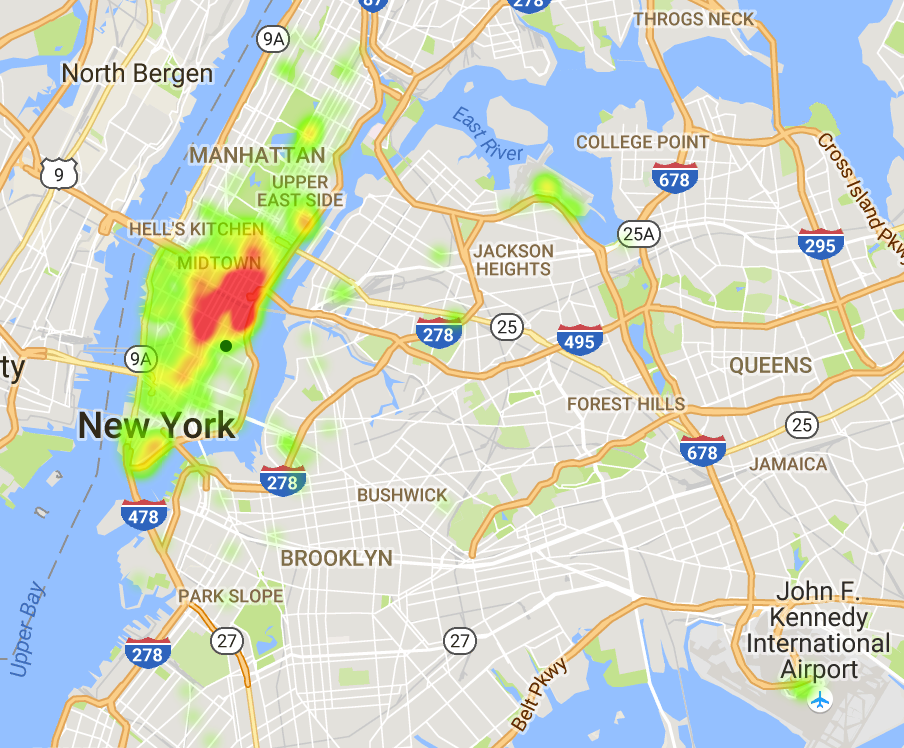 87
278
THROGS NECK
9A
North Bergen
East River
COLLEGE POINT
Cross Island Pkwy
MANHATTAN
9
678
UPPER
EAST SIDE
HELL'S KITCHEN
25A
295
MIDTOWN
JACKSON
HEIGHTS
278
25
495
9A
ty
QUEENS
FOREST HILLS
New York
25
678
JAMAICA
278
BUSHWICK
478
BROOKLYN
Upper Bay
PARK SLOPE
John F.
Kennedy
International
Airport
27
27
278
Belt Pkwy